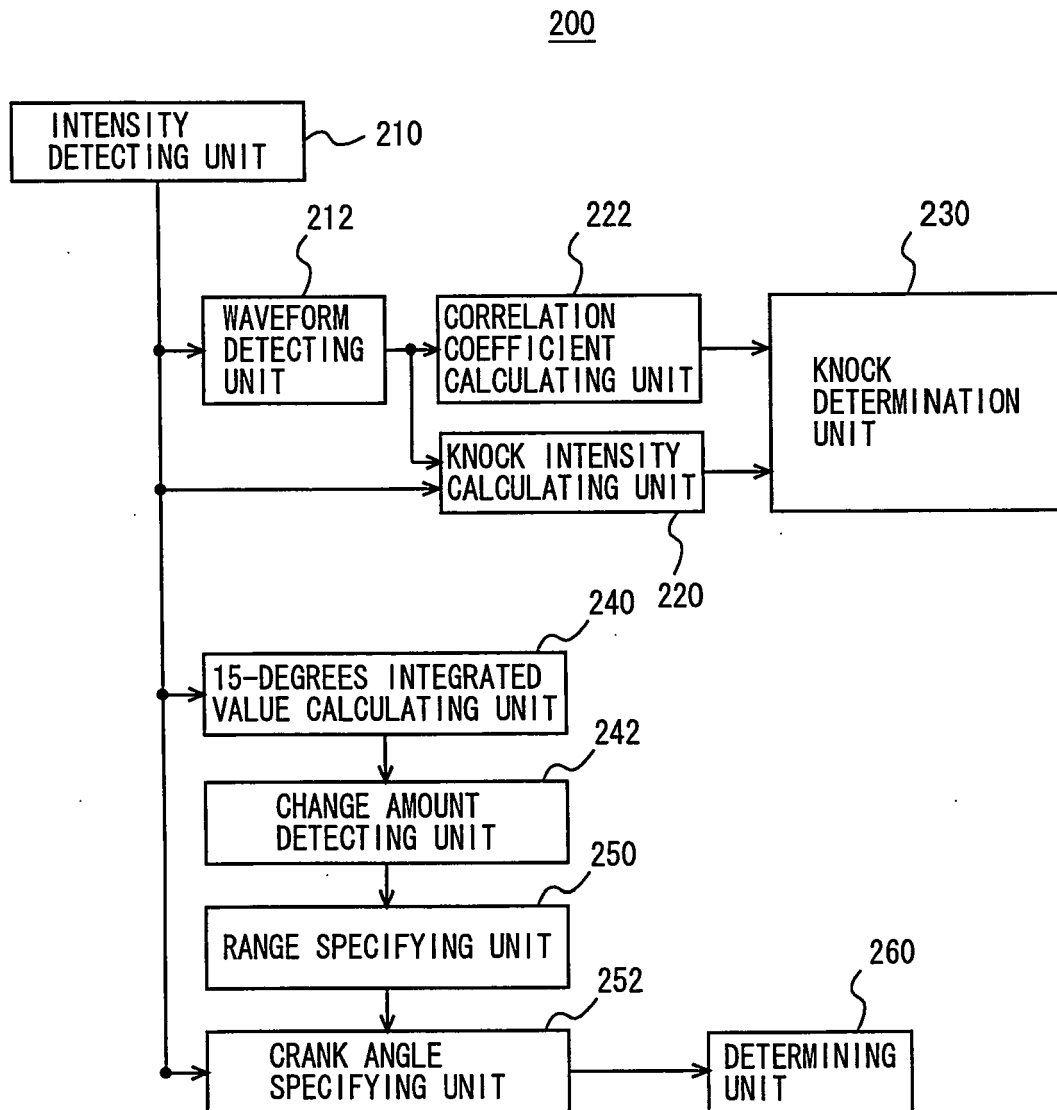 200
INTENSITY
DETECTING UNIT
210
212
222
230
WAVEFORM
DETECTING
UNIT
CORRELATION
COEFFICIENT
CALCULATING UNIT
KNOCK
DETERMINATION
UNIT
KNOCK INTENSITY
CALCULATING UNIT
220
240
15-DEGREES INTEGRATED
VALUE CALCULATING UNIT
242
CHANGE AMOUNT
DETECTING UNIT
250
RANGE SPECIFYING UNIT
252
260
CRANK ANGLE
SPECIFYING UNIT
DETERMINING
UNIT